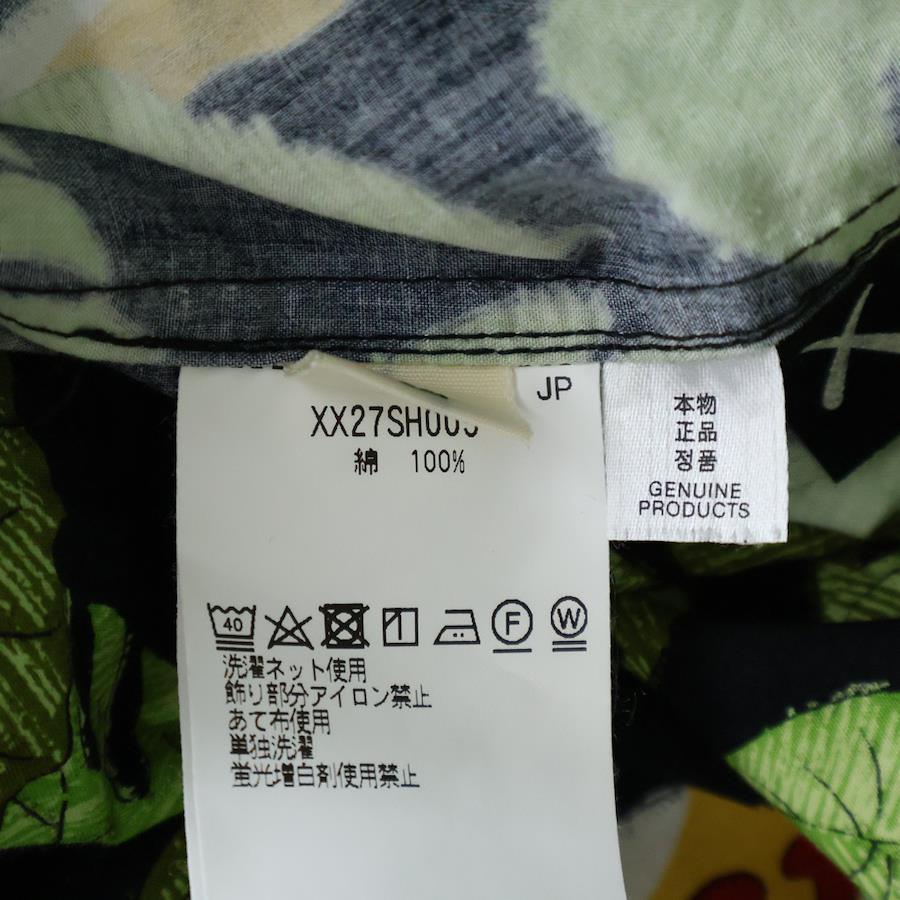 JP
綿 100%
40
F
W
洗濯ネット使用
飾り部分アイロン禁止
あて布使用
単独洗濯
蛍光増白剤使用禁止
本物
正品
정품
GENUINE
PRODUCTS